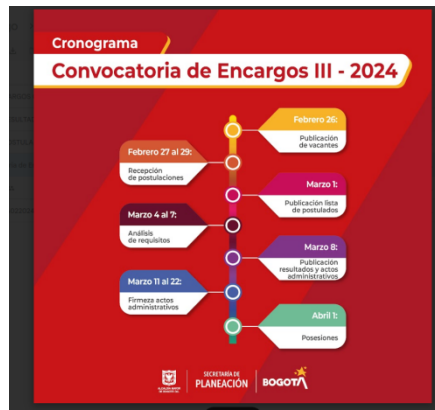 Cronograma
Convocatoria de Encargos III - 2024
Febrero 26:
Publicación
de vacantes
Febrero 27 al 29:
Recepción
de postulaciones
Marzo 1:
Publicación lista
de postulados
Marzo 4 al 7:
Análisis
de requisitos
Marzo 8:
Publicación
resultados y actos
administrativos
Marzo 11 al 22:
Firmeza actos
administrativos
Abril 1:
Posesiones
SECRETARÍA DE
PLANEACIÓN
BOGOTÁ